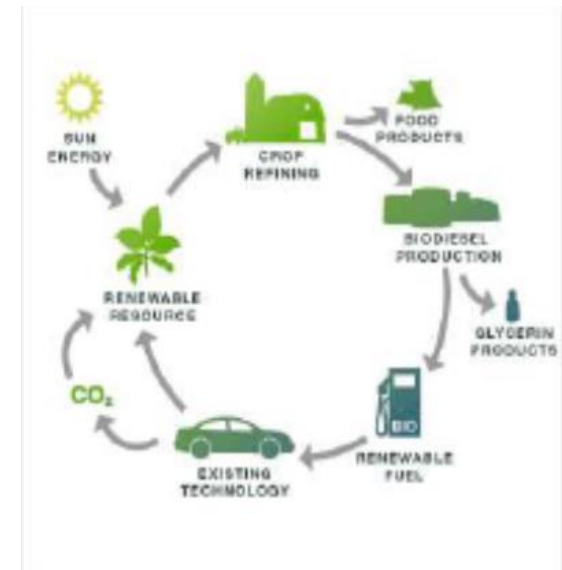 SUN
ENERGY
CROP
REFINING
FOOD
PRODUCTS
BIODIESEL
PRODUCTION
GLYCERIN
PRODUCTS
BIO
RENEWABLE
FUEL
EXISTING
TECHNOLOGY
CO₂
RENEWABLE
RESOURCE